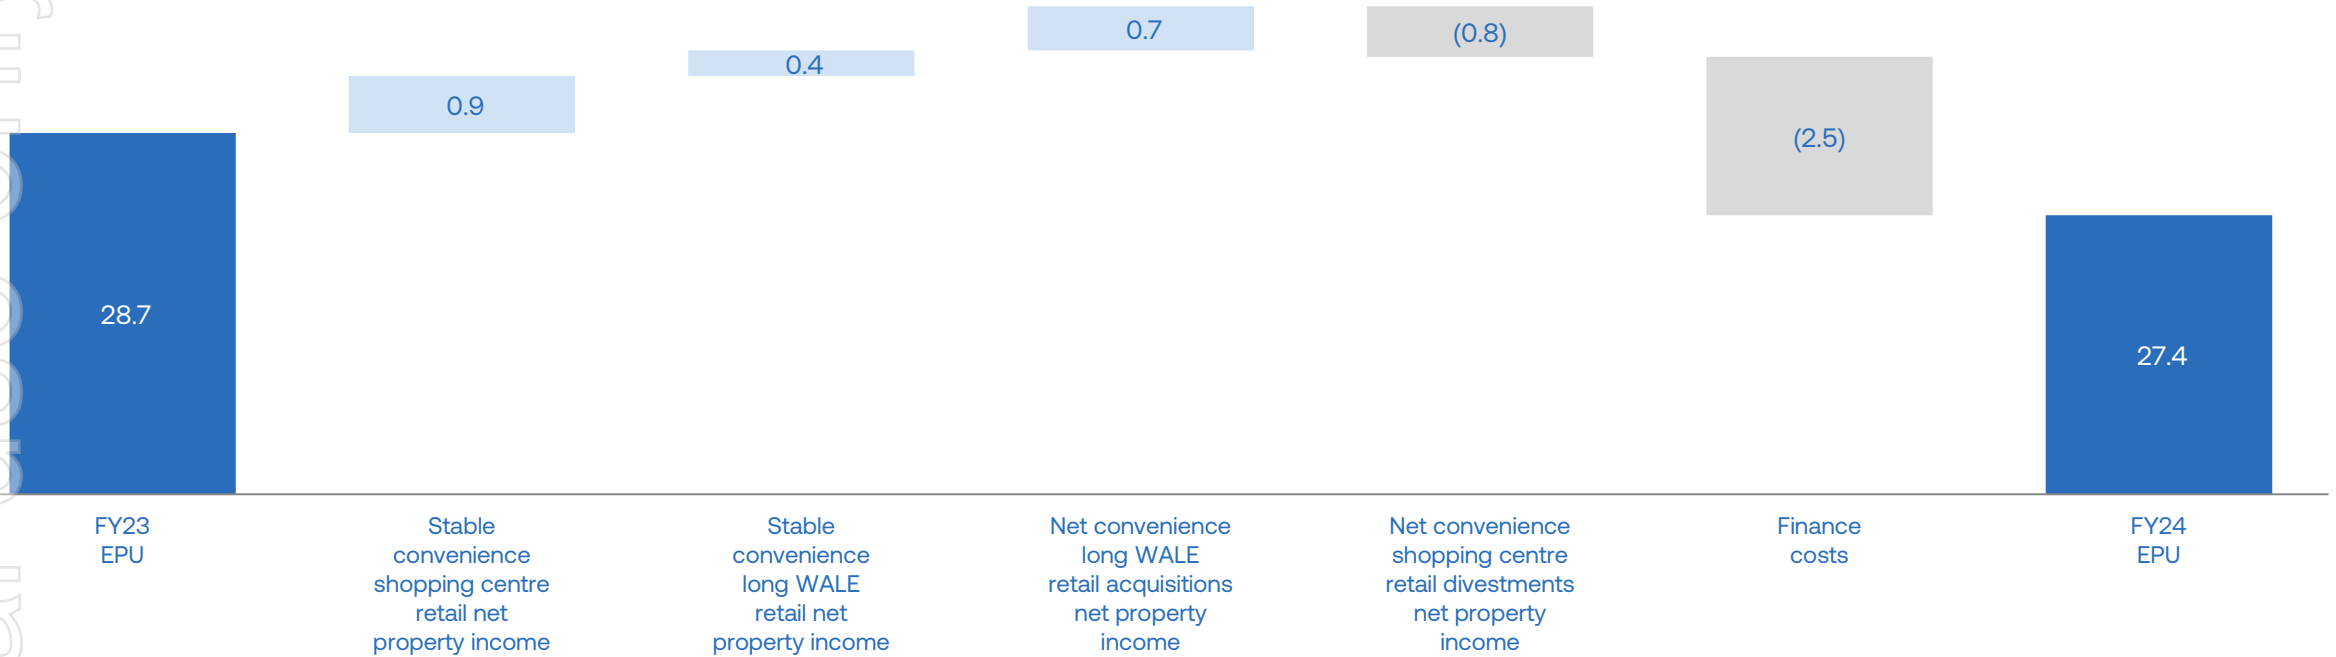 0.7
(0.8)
0.4
0.9
(2.5)
28.7
27.4
FY23
EPU
Stable
convenience
shopping centre
retail net
property income
Stable
convenience
long WALE
retail net
property income
Net convenience
long WALE
retail acquisitions
net property
income
Net convenience
shopping centre
retail divestments
net property
income
Finance
costs
FY24
EPU